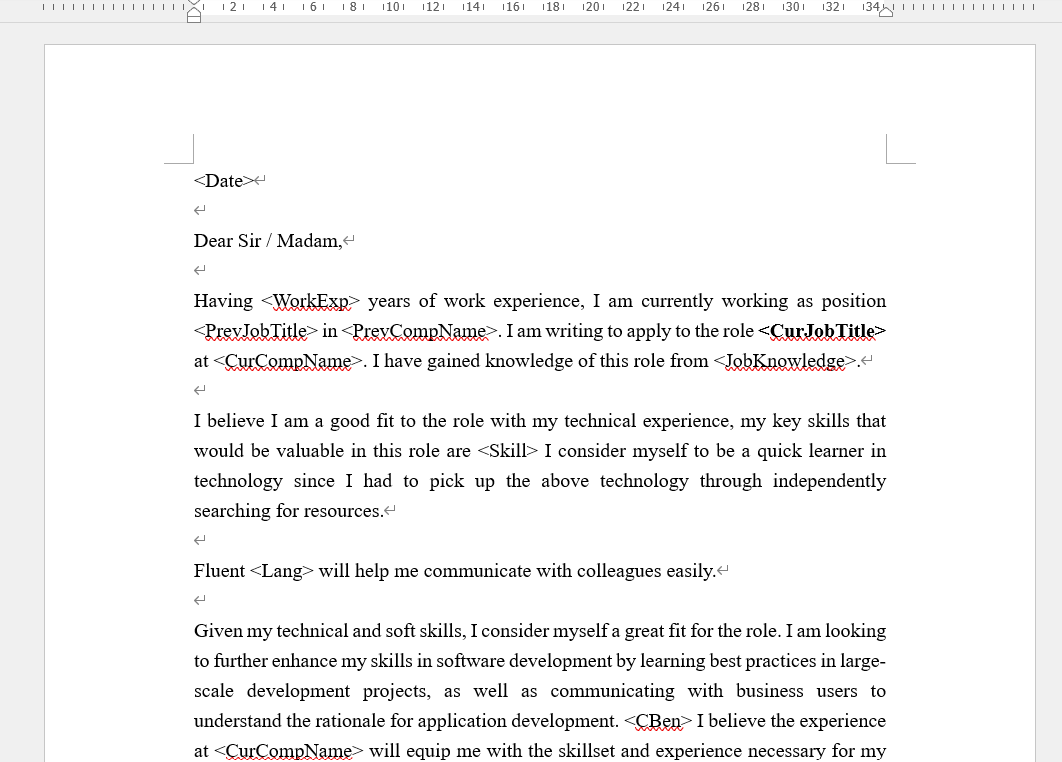 2 4 6 8 10 12 14 16 18 20 22 24 26 28 30 32 34
<Date>
Dear Sir / Madam,
Having <WorkExp> years of work experience, I am currently working as position
<PrevJobTitle> in <PrevCompName>. I am writing to apply to the role <CurJobTitle>
at <CurCompName>. I have gained knowledge of this role from <JobKnowledge>.
I believe I am a good fit to the role with my technical experience, my key skills that
would be valuable in this role are <Skill> I consider myself to be a quick learner in
technology since I had to pick up the above technology through independently
searching for resources.
Fluent <Lang> will help me communicate with colleagues easily.
Given my technical and soft skills, I consider myself a great fit for the role. I am looking
to further enhance my skills in software development by learning best practices in large-
scale development projects, as well as communicating with business users to
understand the rationale for application development. <CBen> I believe the experience
at <CurCompName> will equip me with the skillset and experience necessary for my